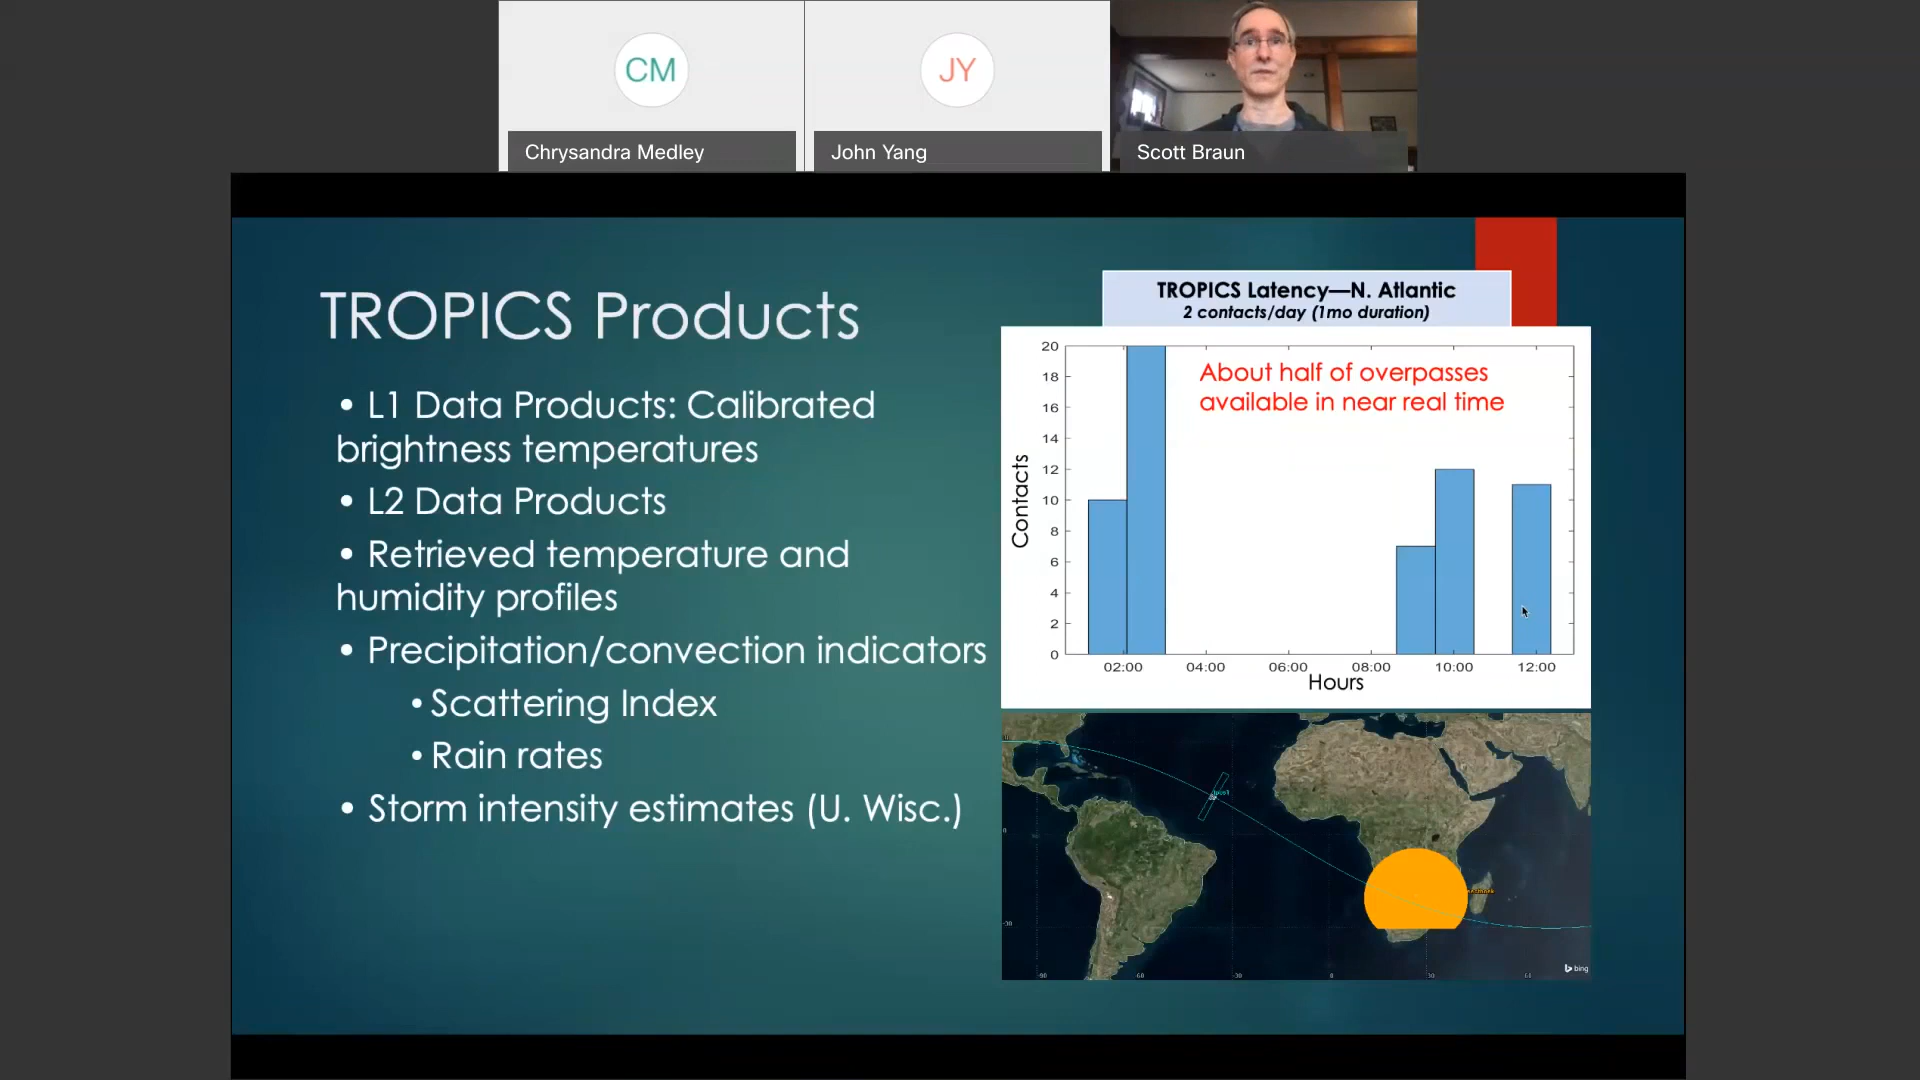 CM
JY
Chrysandra Medley
John Yang
Scott Braun
TROPICS Products
• L1 Data Products: Calibrated
brightness temperatures
• L2 Data Products
• Retrieved temperature and
humidity profiles
• Precipitation/convection indicators
• Scattering Index
• Rain rates
• Storm intensity estimates (U. Wisc.)
TROPICS Latency—N. Atlantic
2 contacts/day (1mo duration)
About half of overpasses
available in near real time
Contacts
20
18
16
14
12
10
8
6
4
2
0
02:00 04:00 06:00 08:00 10:00 12:00
Hours
bing